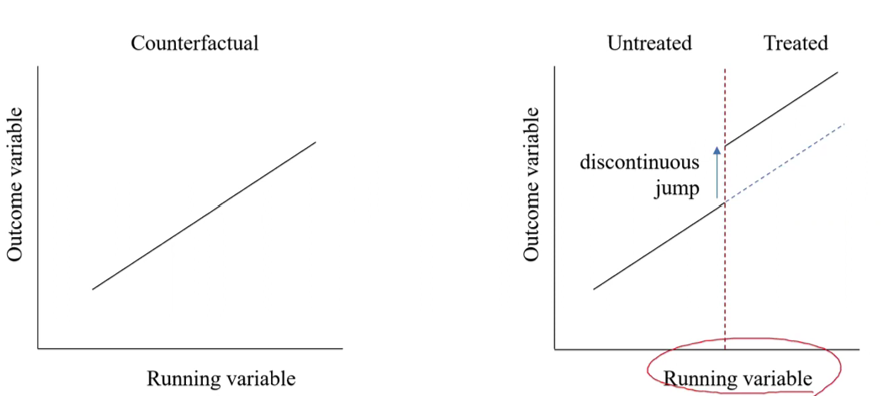 Counterfactual
Outcome variable
Running variable
Untreated
Treated
Outcome variable
discontinuous
jump
Running variable